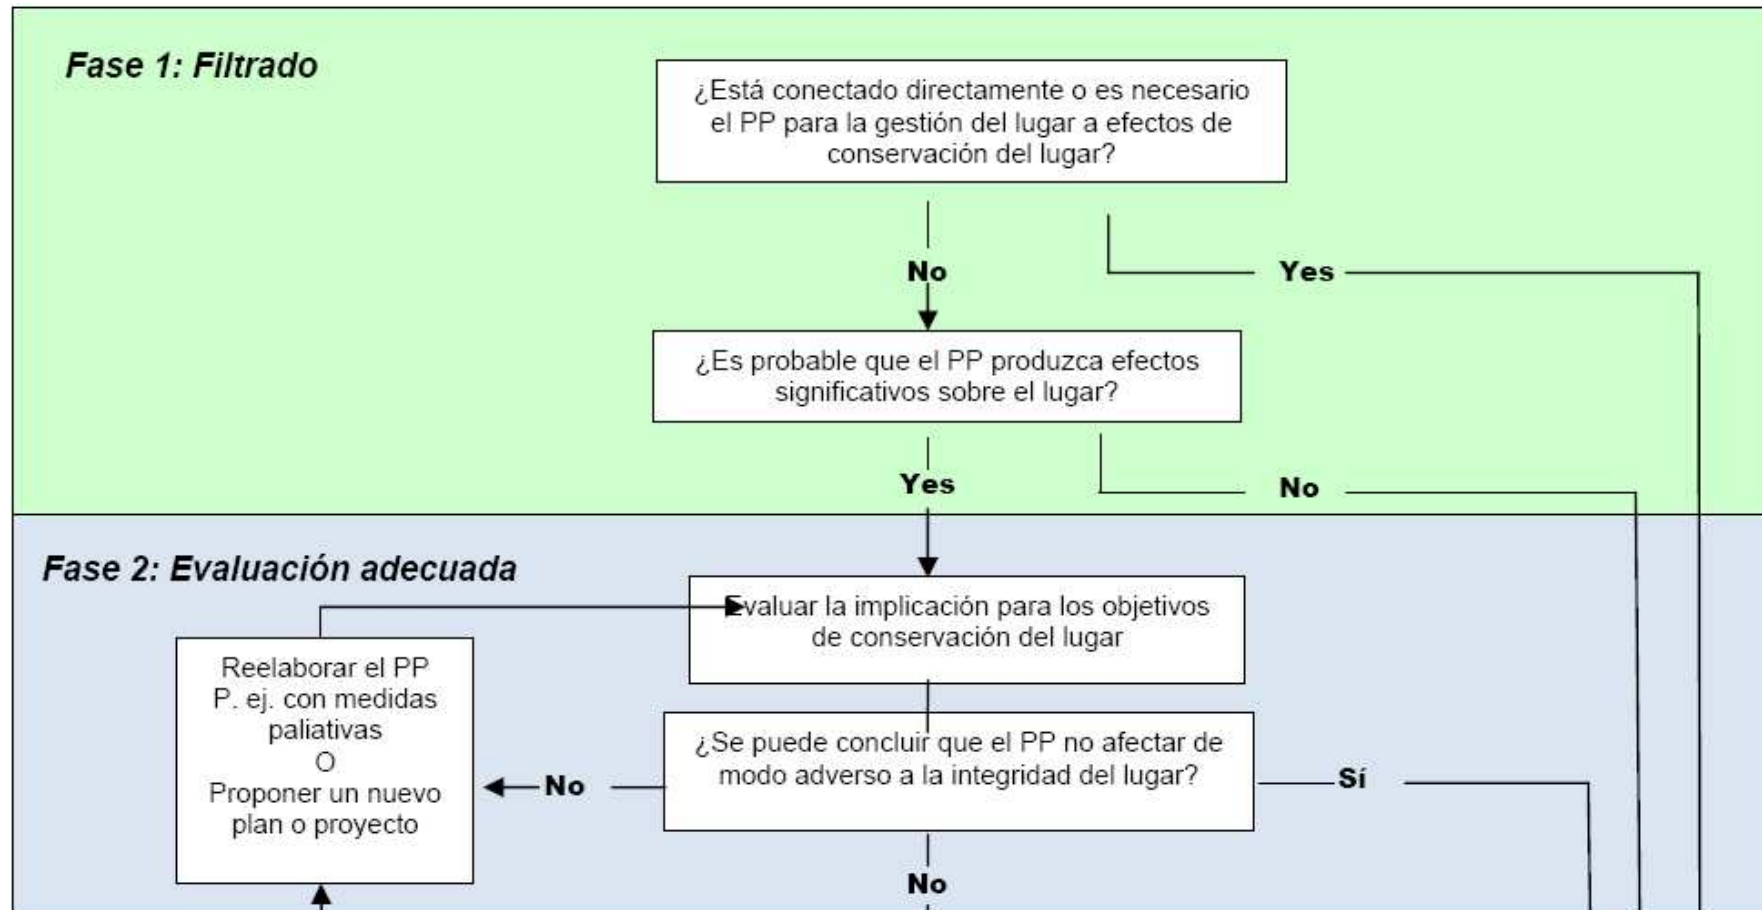 Fase 1: Filtrado
¿Está conectado directamente o es necesario
el PP para la gestión del lugar a efectos de
conservación del lugar?
No
Yes
¿Es probable que el PP produzca efectos
significativos sobre el lugar?
Yes
No
Fase 2: Evaluación adecuada
Evaluar la implicación para los objetivos
de conservación del lugar
Reelaborar el PP
P. ej. con medidas
paliativas
O
Proponer un nuevo
plan o proyecto
¿Se puede concluir que el PP no afectar de
modo adverso a la integridad del lugar?
No
Sí
No